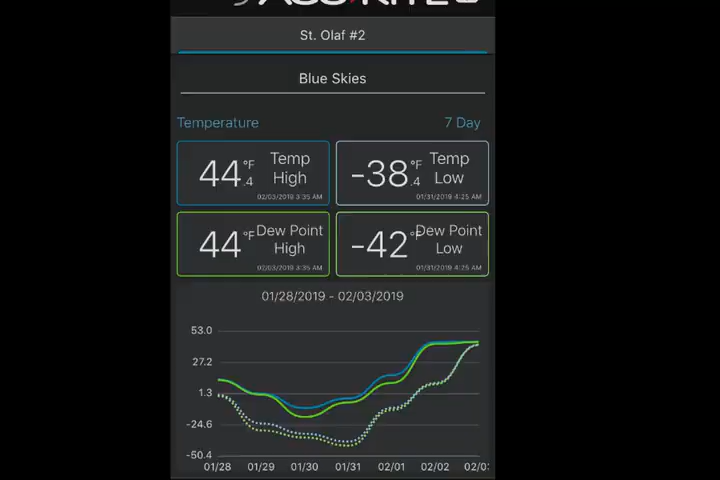 St. Olaf #2
Blue Skies
Temperature 7 Day
44.4 °F Temp High
02/03/2019 3:35 AM
-38.4 °F Temp Low
01/31/2019 4:25 AM
44 °F Dew Point High
02/03/2019 3:35 AM
-42 °F Dew Point Low
01/31/2019 4:25 AM
01/28/2019 - 02/03/2019
53.0
27.2
1.3
-24.6
-50.4
01/28 01/29 01/30 01/31 02/01 02/02